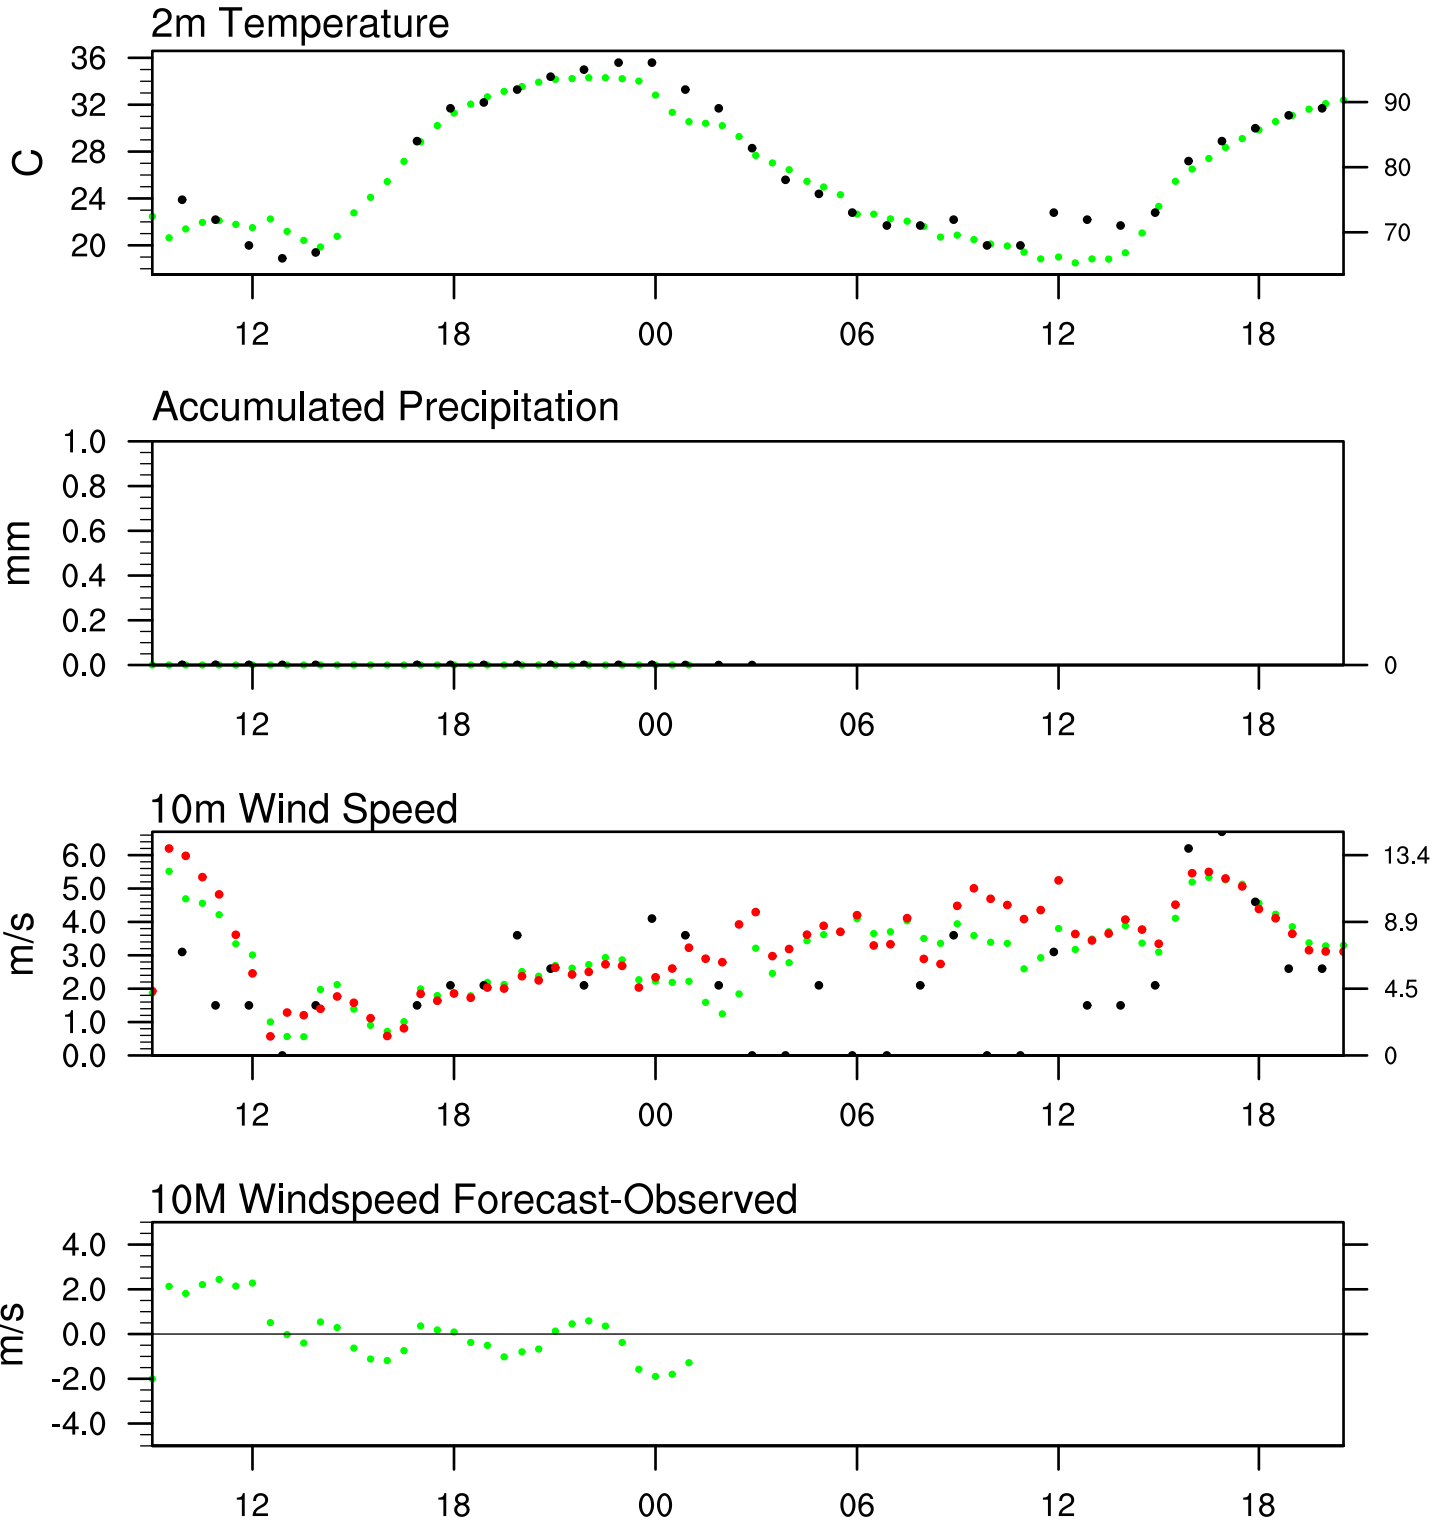 2m Temperature
36
32
28
24
20
C
90
80
70
12 18 00 06 12 18
Accumulated Precipitation
1.0
0.8
0.6
0.4
0.2
0.0
mm
0
12 18 00 06 12 18
10m Wind Speed
6.0
5.0
4.0
3.0
2.0
1.0
0.0
m/s
13.4
8.9
4.5
0
12 18 00 06 12 18
10M Windspeed Forecast-Observed
4.0
2.0
0.0
-2.0
-4.0
m/s
12 18 00 06 12 18